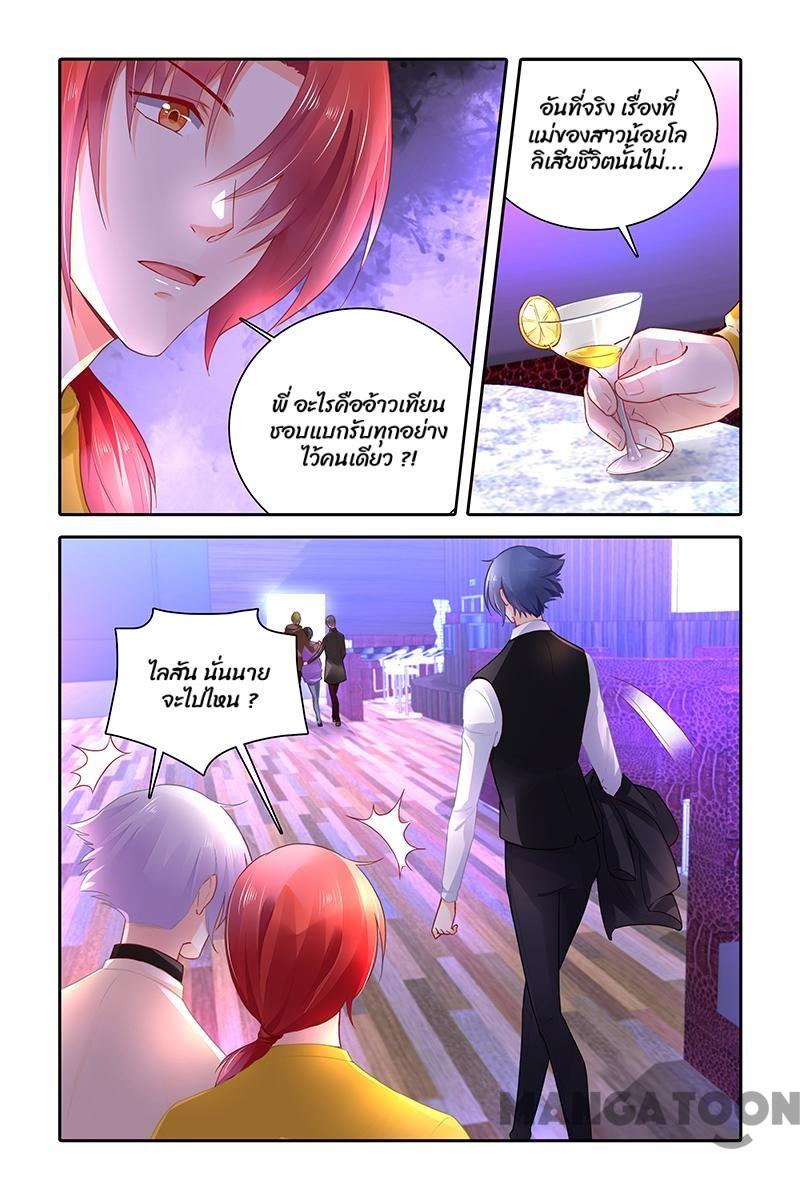 อันที่จริง เรื่องที่
แม่ของสาวน้อยโล
ลิเสียชีวิตนั้นไม่...
พี่ อะไรคืออ้าวเทียน
ชอบแบกรับทุกอย่าง
ไว้คนเดียว ?!
ไลสัน นั่นนาย
จะไปไหน ?
MANGATOON